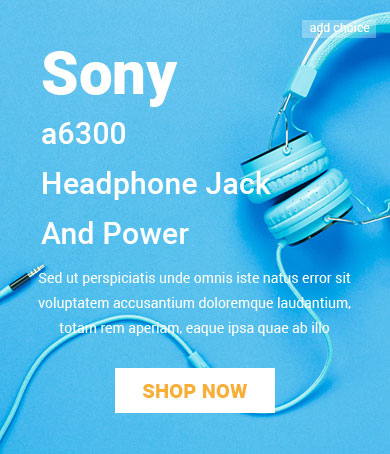 add choice
Sony
a6300
Headphone Jack
And Power
Sed ut perspiciatis unde omnis iste natus error sit
voluptatem accusantium doloremque laudantium,
totam rem aperiam, eaque ipsa quae ab illo
SHOP NOW